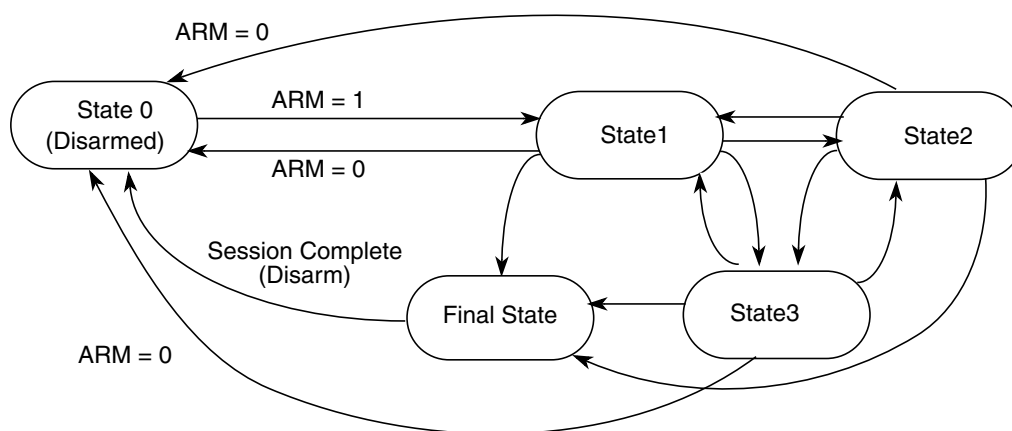 ARM = 0
State 0
(Disarmed)
ARM = 1
State1
State2
ARM = 0
Session Complete
(Disarm)
Final State
State3
ARM = 0